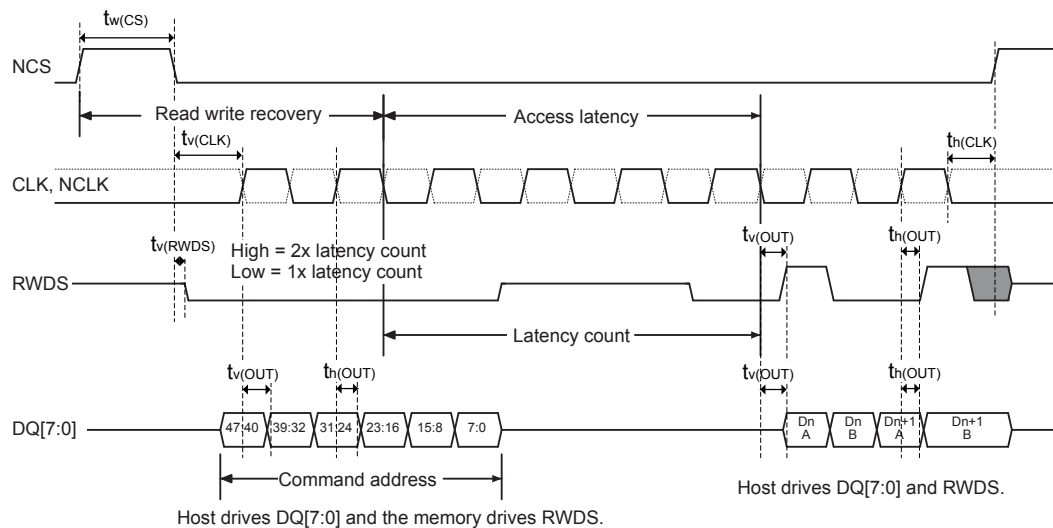 tw(CS)
NCS
Read write recovery
Access latency
tv(CLK)
th(CLK)
CLK, NCLK
tv(RWDS)
High = 2x latency count
Low = 1x latency count
tv(OUT)
th(OUT)
RWDS
Latency count
tv(OUT)
th(OUT)
tv(OUT)
th(OUT)
DQ[7:0]
47:40
39:32
31:24
23:16
15:8
7:0
Dn
A
Dn
B
Dn+1
A
Dn+1
B
Command address
Host drives DQ[7:0] and RWDS.
Host drives DQ[7:0] and the memory drives RWDS.